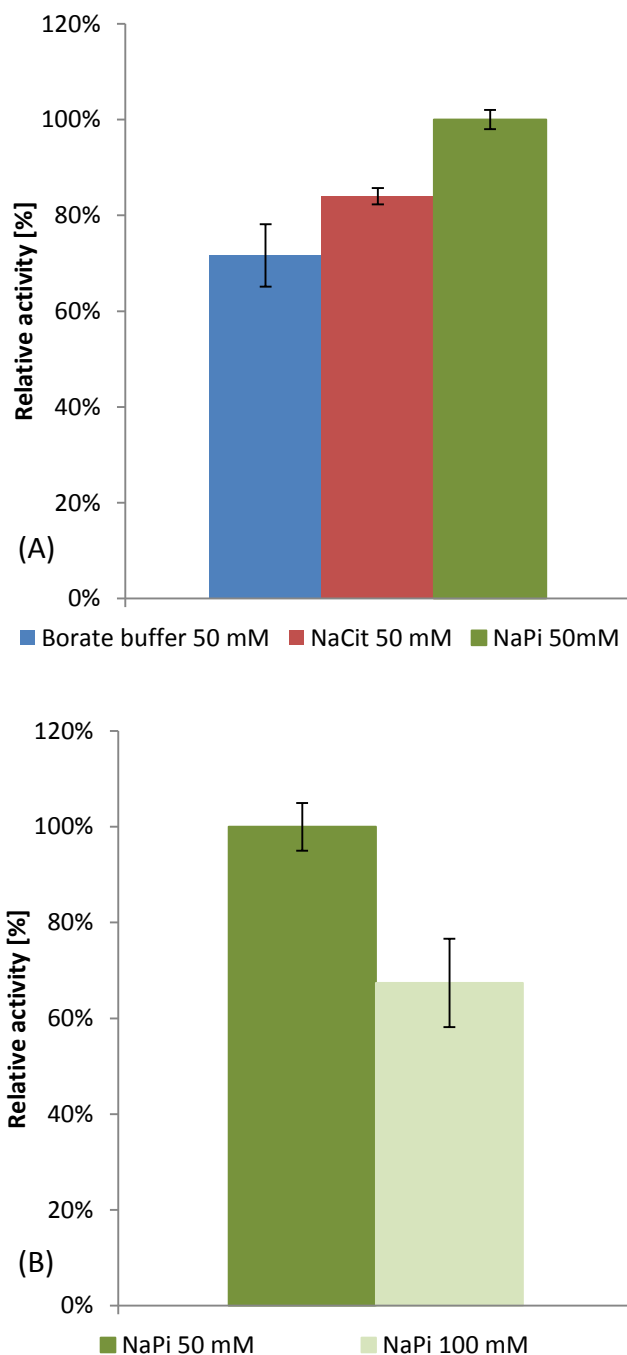 120%
100%
80%
60%
40%
20%
0%
Relative activity [%]
(A)
Borate buffer 50 mM NaCit 50 mM NaPi 50mM
120%
100%
80%
60%
40%
20%
0%
Relative activity [%]
(B)
NaPi 50 mM NaPi 100 mM